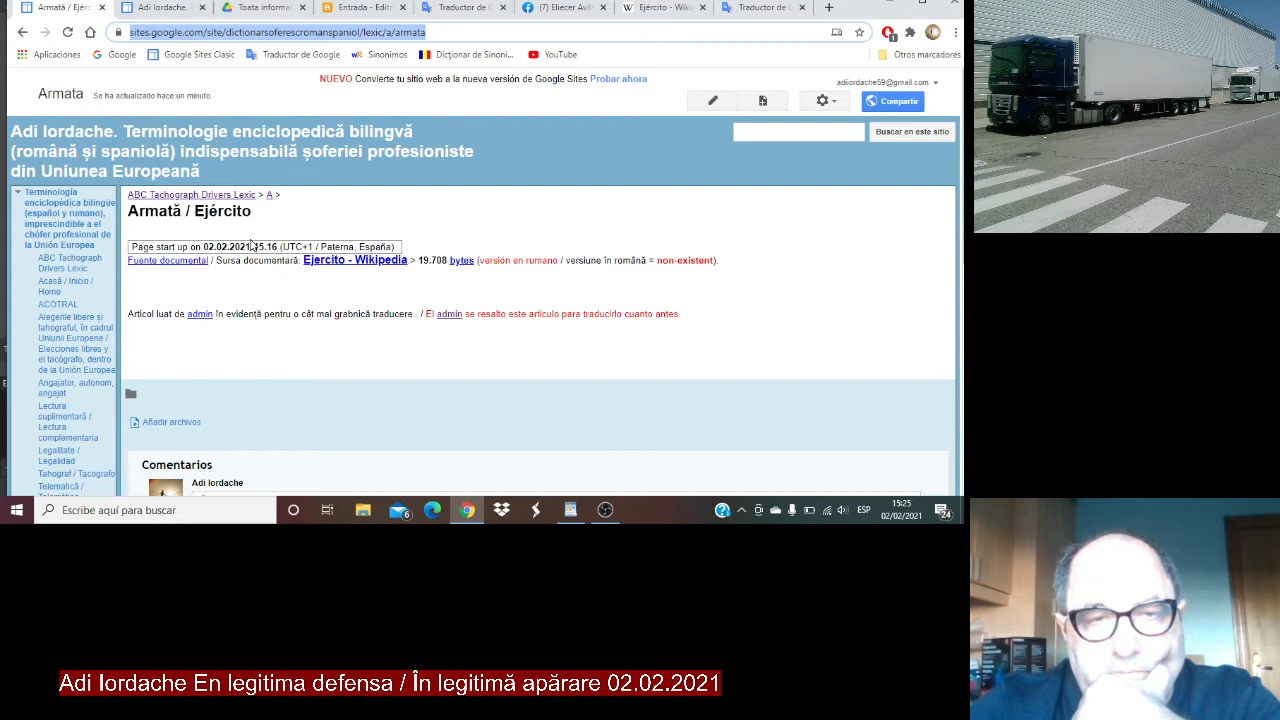 Armată / Ejérc
Adi Iordache.
Toata informat
Entrada - Edita
Traductor de G
(7) Eliecer Avil
Ejército - Wiki
Traductor de G
sites.google.com/site/dictionarsoferescromanspaniol/lexic/a/armata
Aplicaciones
Google
Google Sites Clasic
Traductor de Google
Sinonimos
Dicționar de Sinoni...
YouTube
Otros marcadores
NUEVO Convierte tu sitio web a la nueva versión de Google Sites Probar ahora
adiiordache59@gmail.com
Armata Se ha actualizado hace un minuto.
Compartir
Adi Iordache. Terminologie enciclopedică bilingvă
(română și spaniolă) indispensabilă șoferiei profesioniste
din Uniunea Europeană
Buscar en este sitio
Terminología
enciclopèdica bilingüe
(español y rumano),
imprescindible a el
chófer profesional de
la Unión Europea
ABC Tachograph
Drivers Lexic
Acasă / Inicio /
Home
ACOTRAL
Alegerile libere și
tahograful, în cadrul
Uniunii Europene /
Elecciones libres y
el tacògrafo, dentro
de la Unión Europea
Angajator, autonom,
angajat
Lectura
suplimentară /
Lectura
complementaria
Legalitate /
Legalidad
Tahograf / Tacografo
Telematică /
ABC Tachograph Drivers Lexic > A >
Armată / Ejército
Page start up on 02.02.2021, 15.16 (UTC+1 / Paterna, España)
Fuente documental / Sursa documentară: Ejercito - Wikipedia > 19.708 bytes (versión en rumano / versiune în română = non-existent).
Articol luat de admin în evidență pentru o cât mai grabnică traducere.. / El admin se resalto este articulo para traducirlo cuanto antes.
Añadir archivos
Comentarios
Adi Iordache
Escribe aquí para buscar
6
ESP
15:25
02/02/2021
24
Adi Iordache En legitima defensa / În legitimă apărare 02.02.2021